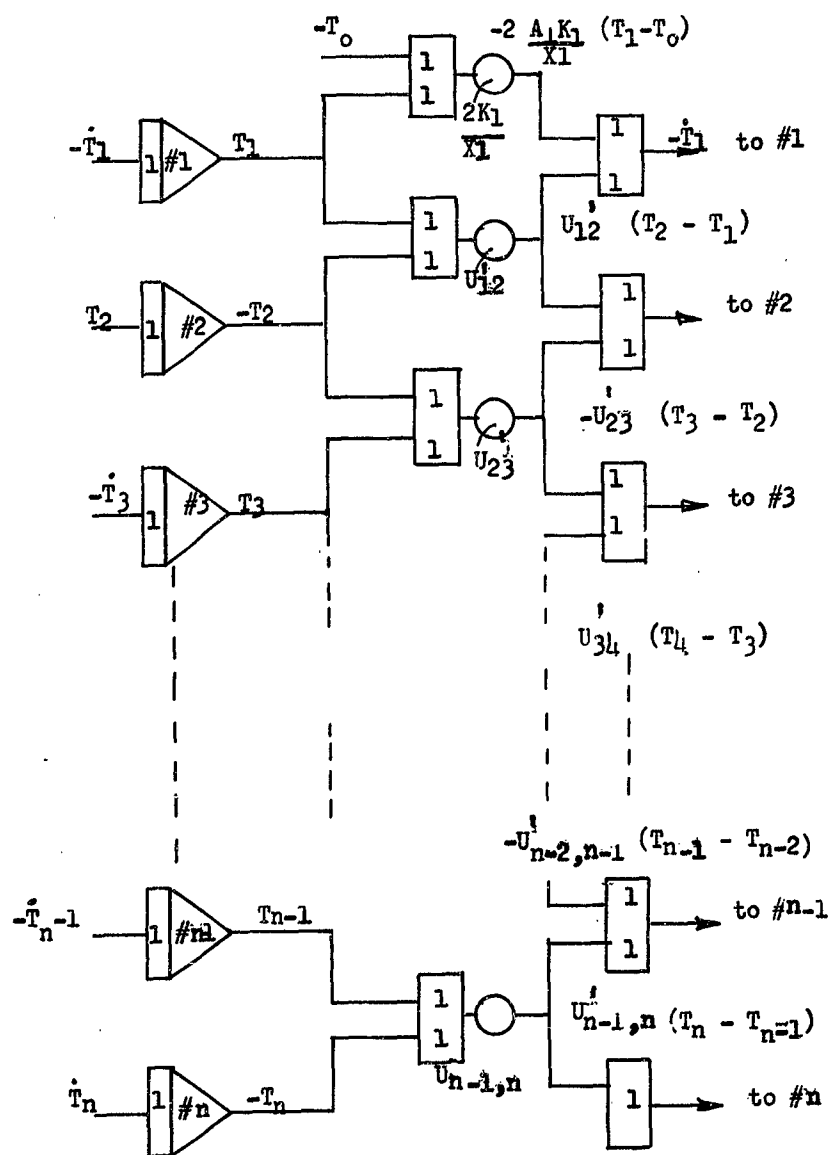 -T₀
-2 A₁K₁/X1 (T₁-T₀)
1
1
2K₁/X1
-Ṫ₁
1 #1
T₁
1
1
-Ṫ₁ to #1
1
1
U'₁₂ (T₂ - T₁)
U'₁₂
T₂
1 #2
-T₂
1
1
to #2
1
1
-U'₂₃ (T₃ - T₂)
U'₂₃
-Ṫ₃
1 #3
T₃
1
1
to #3
U'₃₄ (T₄ - T₃)
-U'ₙ₋₂,ₙ₋₁ (Tₙ₋₁ - Tₙ₋₂)
-Ṫₙ₋₁
1 #n-1
Tn-1
1
1
to #n-1
1
1
U'ₙ₋₁,ₙ (Tₙ - Tₙ₌₁)
Uₙ₋₁,ₙ
Ṫₙ
1 #n
-Tₙ
1
to #n